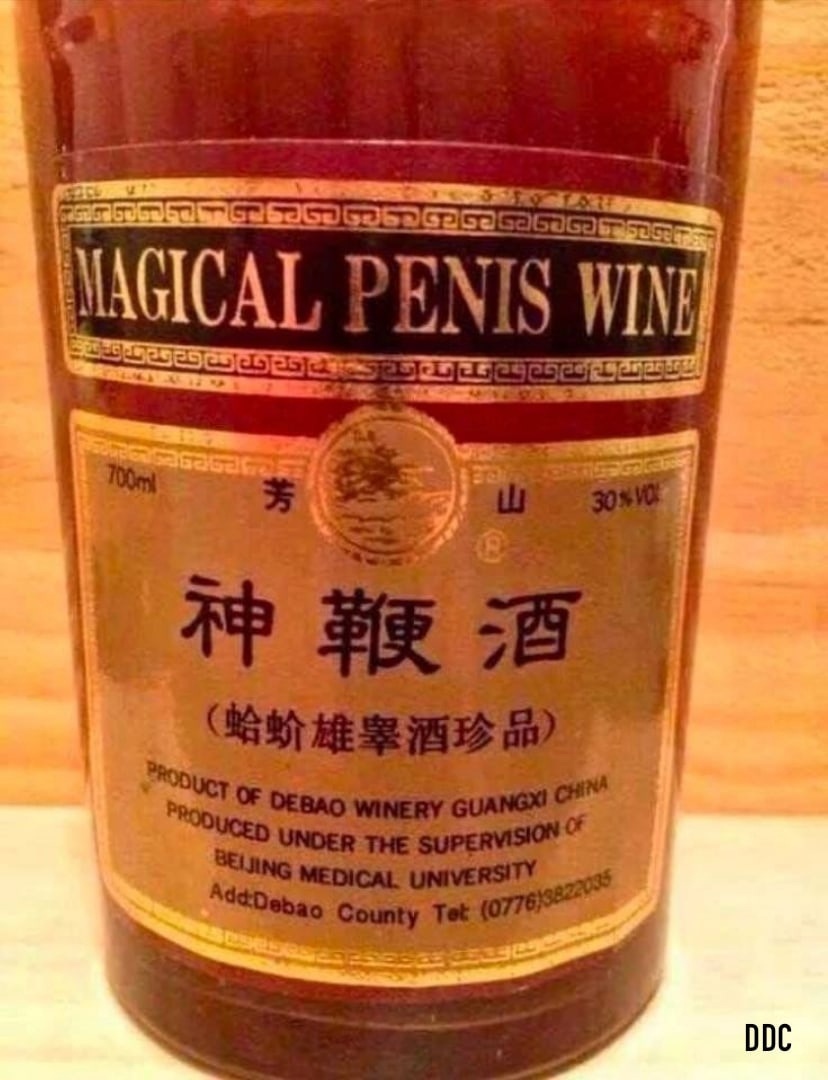 MAGICAL PENIS WINE
700ml 芳 山 30%VOL
®
神鞭酒
(蛤蚧雄睾酒珍品)
PRODUCT OF DEBAO WINERY GUANGXI CHINA
PRODUCED UNDER THE SUPERVISION OF
BEIJING MEDICAL UNIVERSITY
Add:Debao County Tel: (0776)3822035
DDC